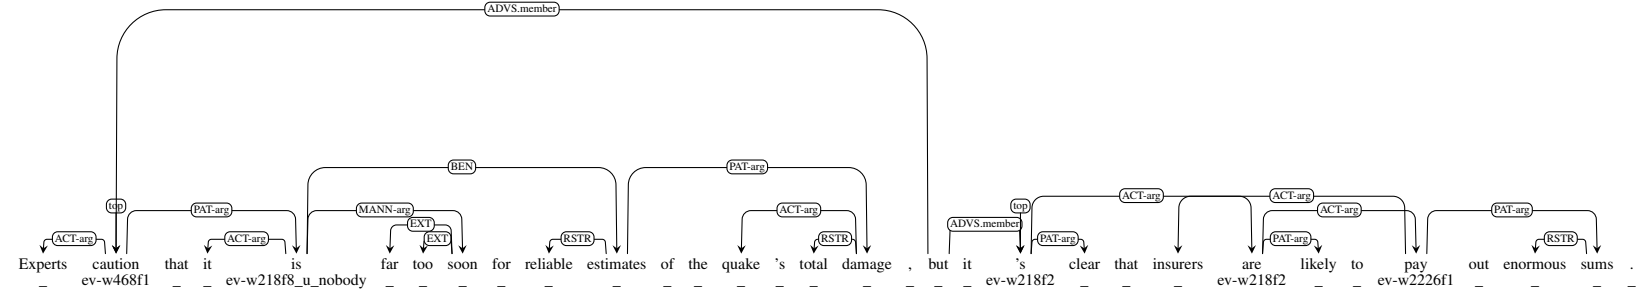 ADVS.member
BEN PAT-arg
top PAT-arg MANN-arg EXT ACT-arg top ACT-arg ACT-arg ACT-arg PAT-arg
ACT-arg ACT-arg EXT RSTR RSTR ADVS.member PAT-arg PAT-arg RSTR
Experts caution that it is far too soon for reliable estimates of the quake 's total damage , but it 's clear that insurers are likely to pay out enormous sums .
_ ev-w468f1 _ _ ev-w218f8_u_nobody _ _ _ _ _ _ _ _ _ _ _ _ _ _ _ ev-w218f2 _ _ _ ev-w218f2 _ _ ev-w2226f1 _ _ _ _